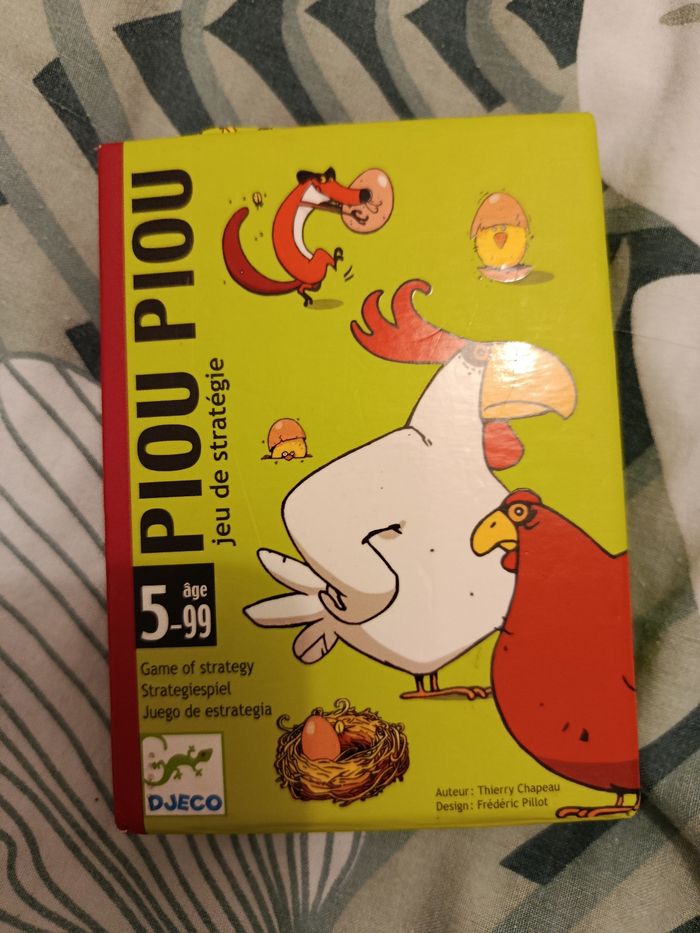 PIOU PIOU
jeu de stratégie
âge
5-99
Game of strategy
Strategiespiel
Juego de estrategia
DJECO
Auteur : Thierry Chapeau
Design : Frédéric Pillot